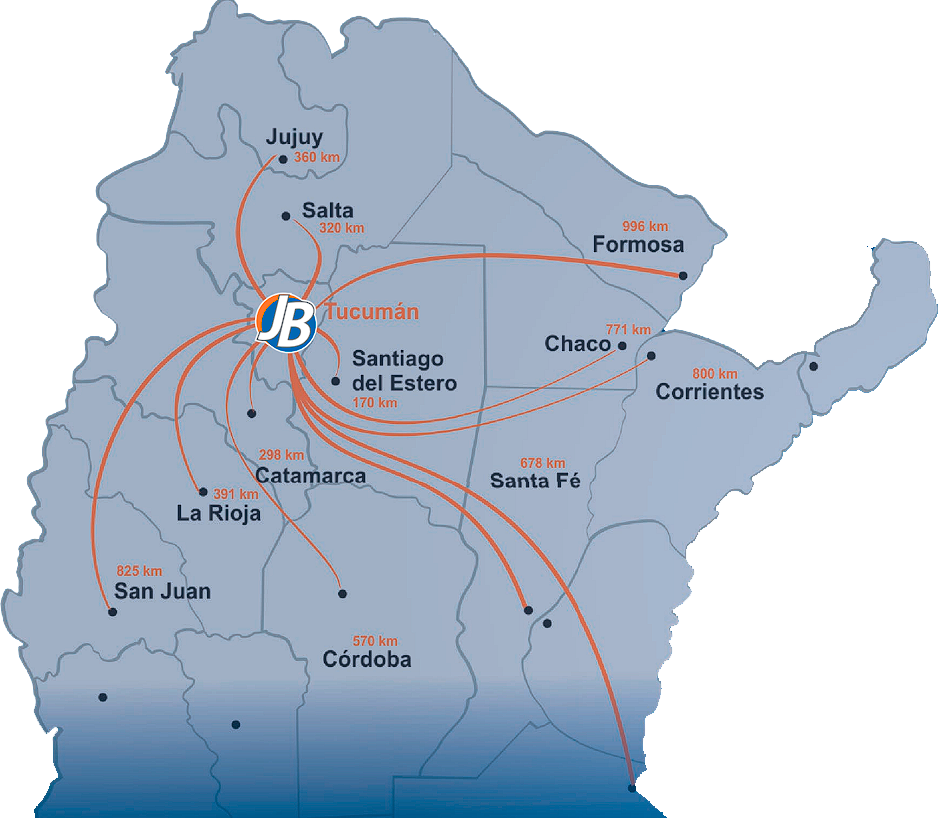 Jujuy
360 km
Salta
320 km
996 km
Formosa
JB
Tucumán
771 km
Chaco
Santiago
del Estero
170 km
800 km
Corrientes
298 km
Catamarca
678 km
Santa Fé
391 km
La Rioja
825 km
San Juan
570 km
Córdoba